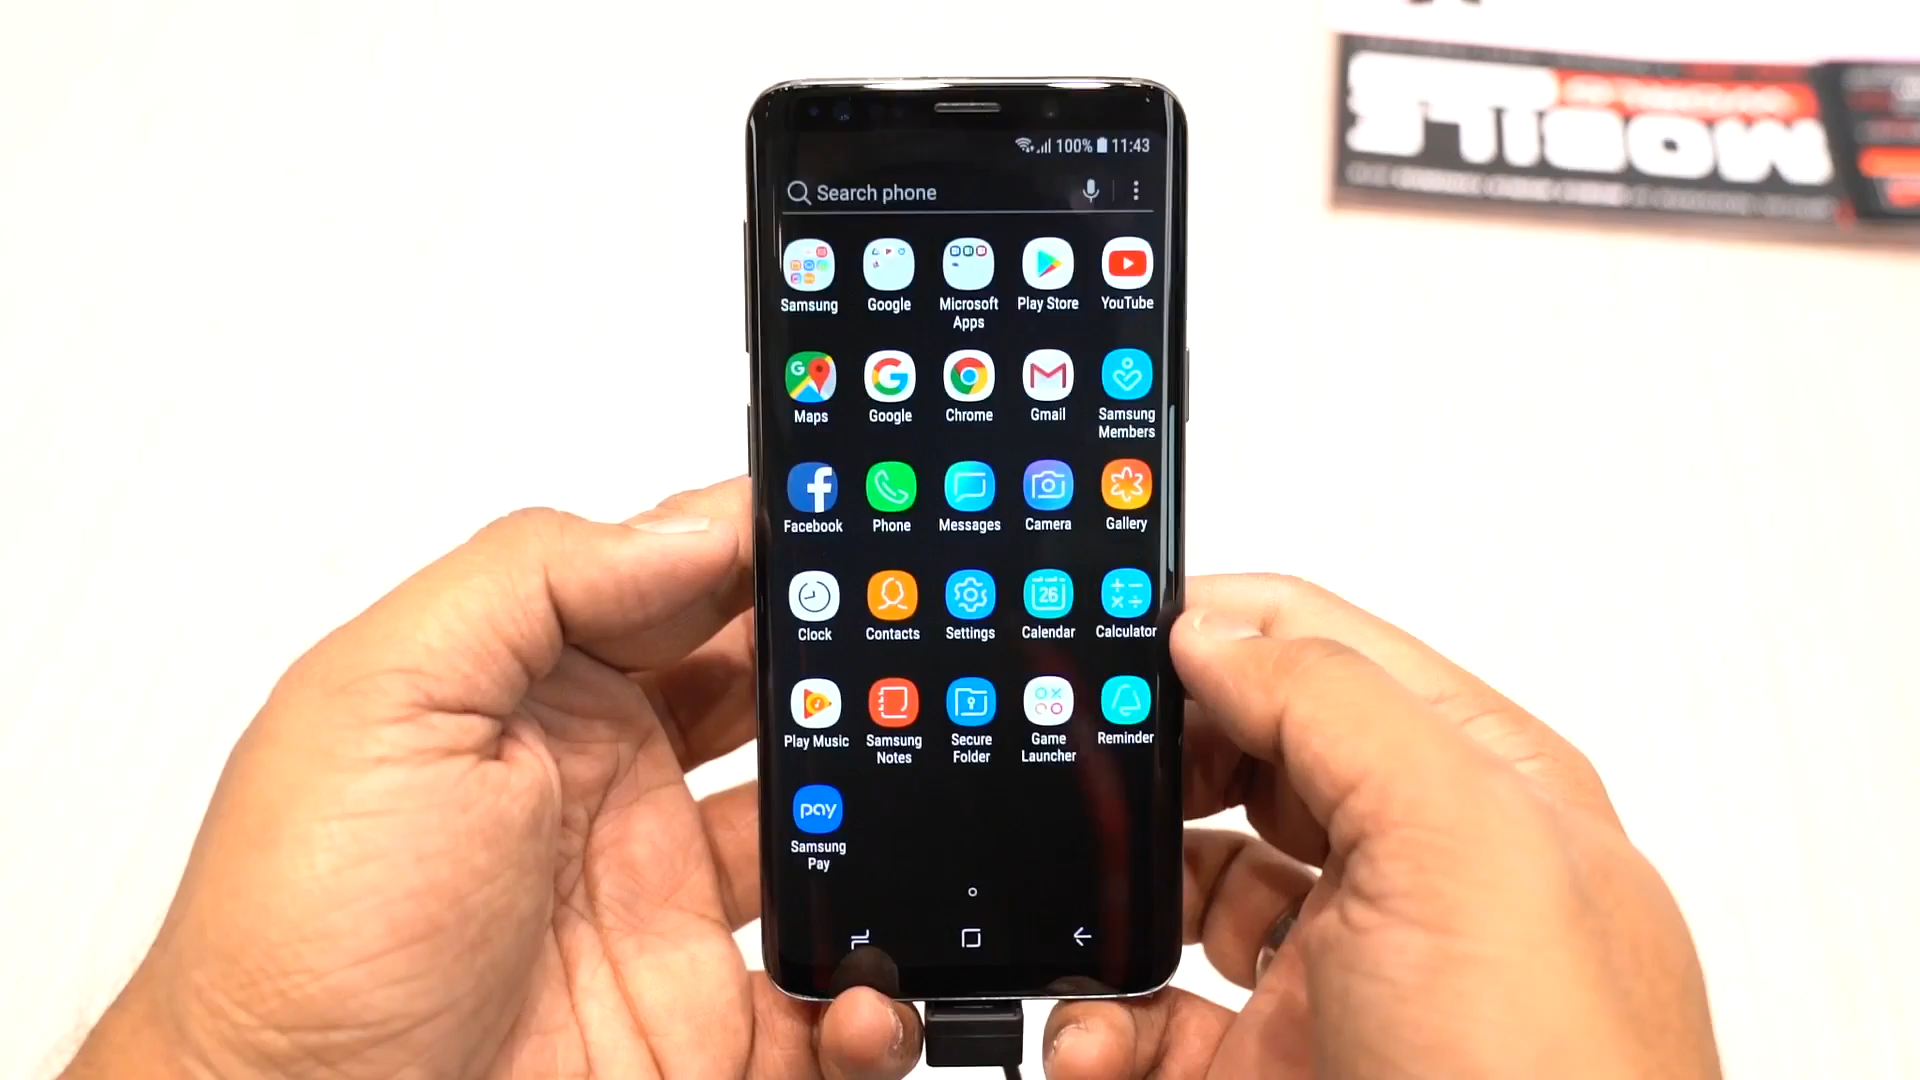 100% 11:43
Search phone
Samsung Google Microsoft Apps Play Store YouTube
Maps Google Chrome Gmail Samsung Members
Facebook Phone Messages Camera Gallery
Clock Contacts Settings 26 Calendar Calculator
Play Music Samsung Notes Secure Folder Game Launcher Reminder
pay
Samsung Pay
MOBILE